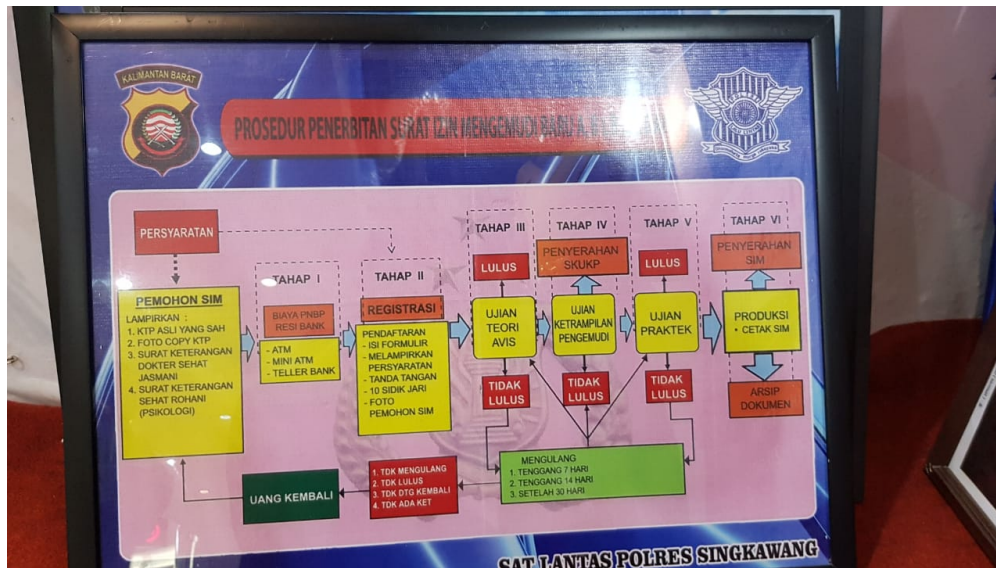 KALIMANTAN BARAT
PROSEDUR PENERBITAN SURAT IZIN MENGEMUDI BARU A,
PERSYARATAN
PEMOHON SIM
LAMPIRKAN :
1. KTP ASLI YANG SAH
2. FOTO COPY KTP
3. SURAT KETERANGAN
DOKTER SEHAT
JASMANI
4. SURAT KETERANGAN
SEHAT ROHANI
(PSIKOLOGI)
TAHAP I
BIAYA PNBP
RESI BANK
- ATM
- MINI ATM
- TELLER BANK
TAHAP II
REGISTRASI
PENDAFTARAN
- ISI FORMULIR
- MELAMPIRKAN
PERSYARATAN
- TANDA TANGAN
- 10 SIDIK JARI
- FOTO
PEMOHON SIM
TAHAP III
LULUS
UJIAN
TEORI
AVIS
TIDAK
LULUS
TAHAP IV
PENYERAHAN
SKUKP
UJIAN
KETRAMPILAN
PENGEMUDI
TIDAK
LULUS
TAHAP V
LULUS
UJIAN
PRAKTEK
TIDAK
LULUS
TAHAP VI
PENYERAHAN
SIM
PRODUKSI
• CETAK SIM
ARSIP
DOKUMEN
MENGULANG
1. TENGGANG 7 HARI
2. TENGGANG 14 HARI
3. SETELAH 30 HARI
1. TDK MENGULANG
2. TDK LULUS
3. TDK DTG KEMBALI
4. TDK ADA KET
UANG KEMBALI
SAT LANTAS POLRES SINGKAWANG